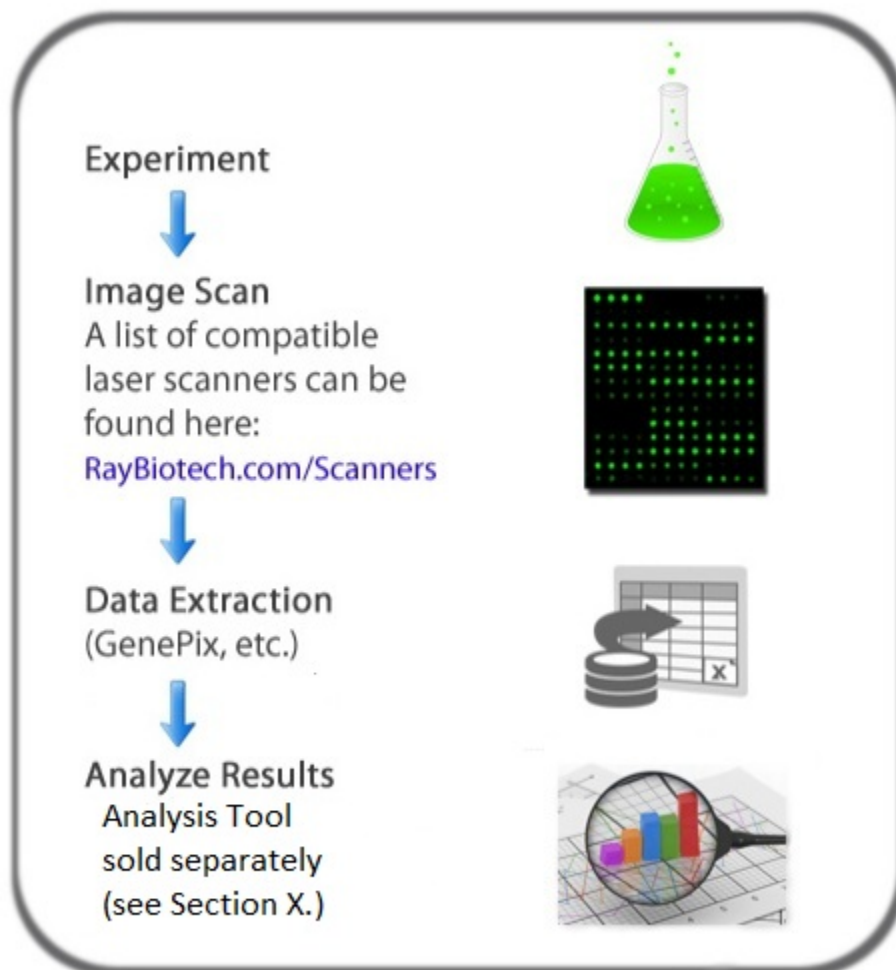 Experiment
Image Scan
A list of compatible
laser scanners can be
found here:
RayBiotech.com/Scanners
Data Extraction
(GenePix, etc.)
X
Analyze Results
Analysis Tool
sold separately
(see Section X.)